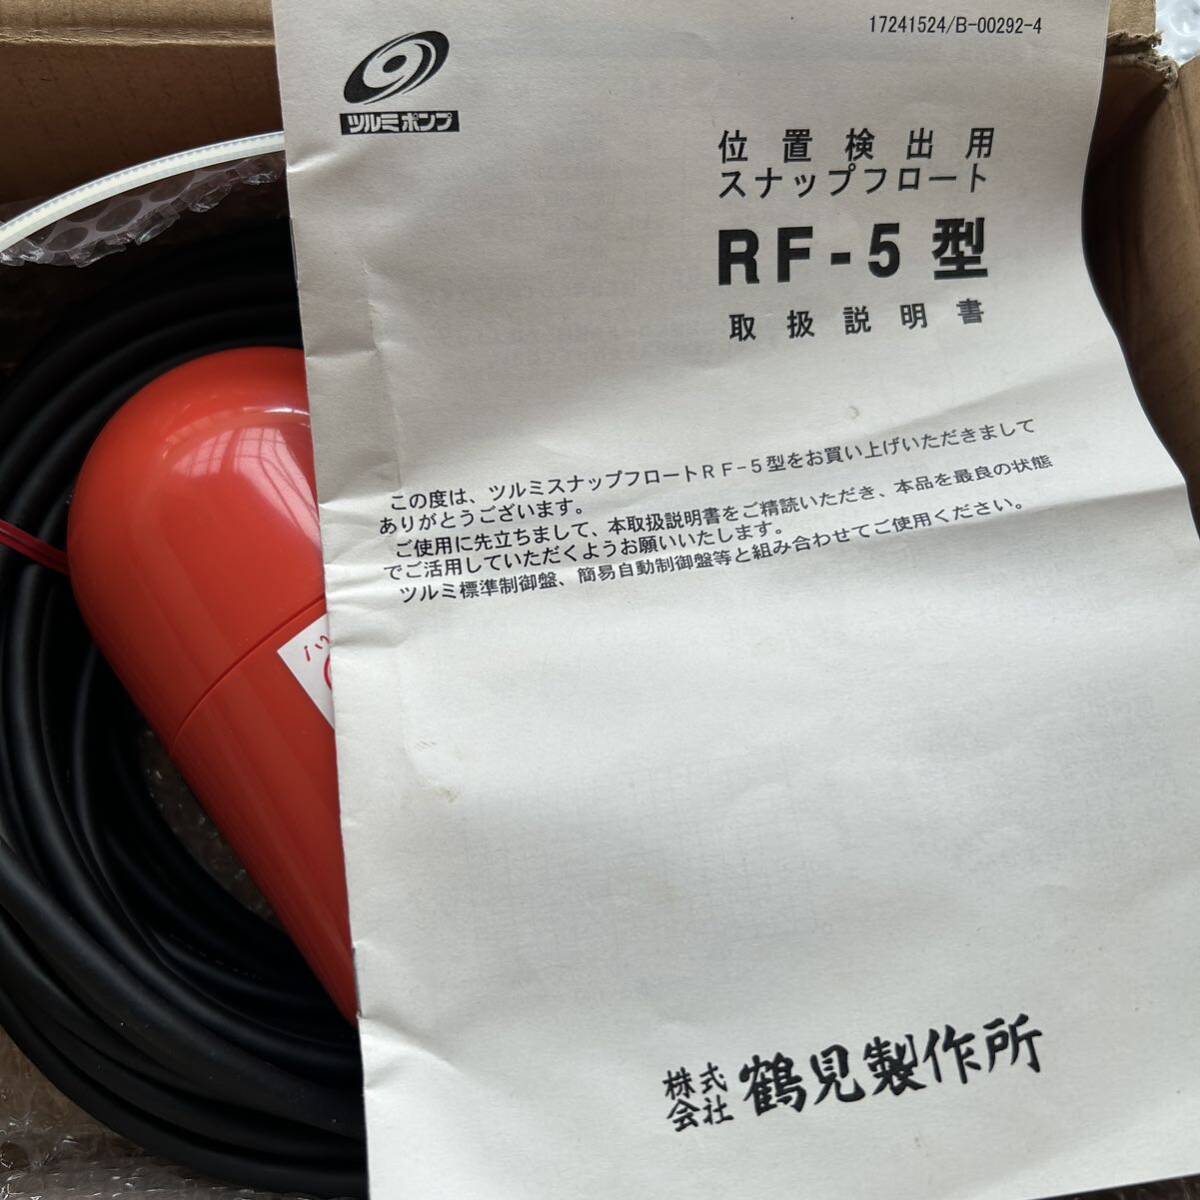 17241524/B-00292-4
ツルミポンプ
位置検出用
スナップフロート
RF-5型
取扱説明書
この度は、ツルミスナップフロートRF-5型をお買い上げいただきまして
ありがとうございます。
ご使用に先立ちまして、本取扱説明書をご精読いただき、本品を最良の状態
でご活用していただくようお願いいたします。
ツルミ標準制御盤、簡易自動制御盤等と組み合わせてご使用ください。
株式会社 鶴見製作所